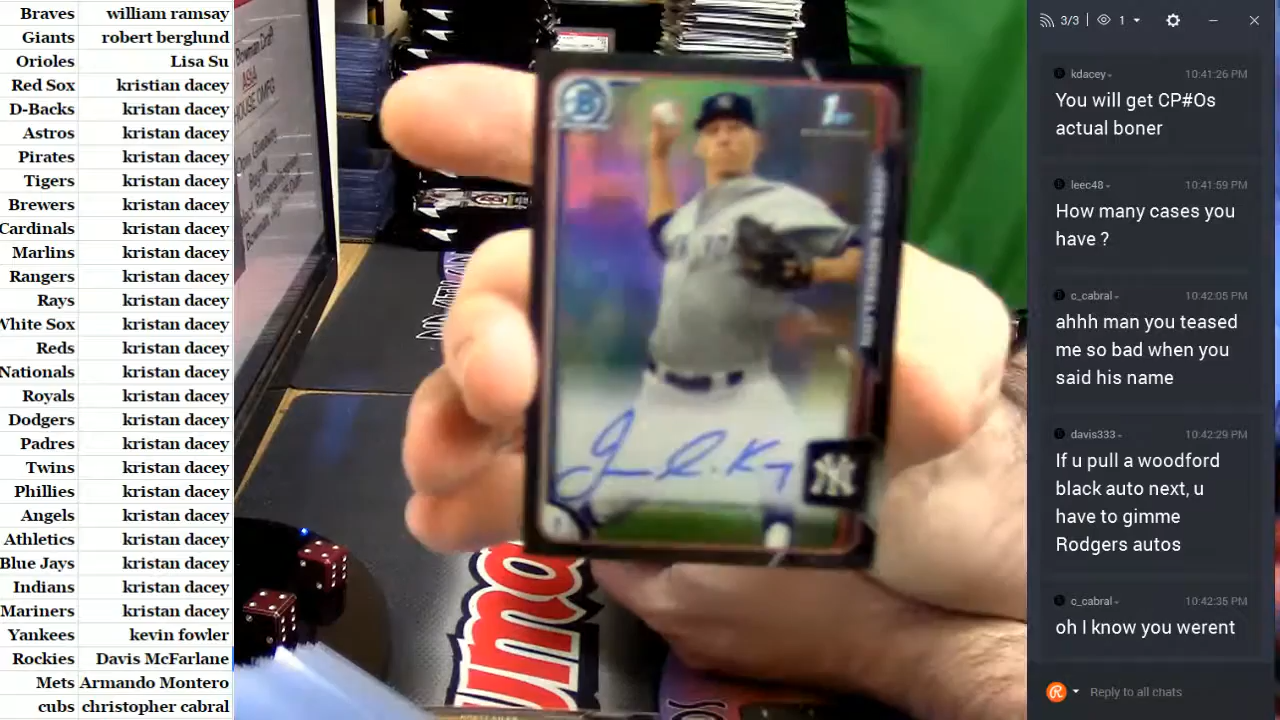 Braves william ramsay
Giants robert berglund
Orioles Lisa Su
Red Sox kristian dacey
D-Backs kristan dacey
Astros kristan dacey
Pirates kristan dacey
Tigers kristan dacey
Brewers kristan dacey
Cardinals kristan dacey
Marlins kristan dacey
Rangers kristan dacey
Rays kristan dacey
White Sox kristan dacey
Reds kristan dacey
Nationals kristan dacey
Royals kristan dacey
Dodgers kristan dacey
Padres kristan dacey
Twins kristan dacey
Phillies kristan dacey
Angels kristan dacey
Athletics kristan dacey
Blue Jays kristan dacey
Indians kristan dacey
Mariners kristan dacey
Yankees kevin fowler
Rockies Davis McFarlane
Mets Armando Montero
cubs christopher cabral
Bowman Draft
ASIA
HOUSE OMFG
B
1st
NY
3/3 1
kdacey 10:41:26 PM
You will get CP#Os
actual boner
leec48 10:41:59 PM
How many cases you
have ?
c_cabral 10:42:05 PM
ahhh man you teased
me so bad when you
said his name
davis333 10:42:29 PM
If u pull a woodford
black auto next, u
have to gimme
Rodgers autos
c_cabral 10:42:35 PM
oh I know you werent
Reply to all chats